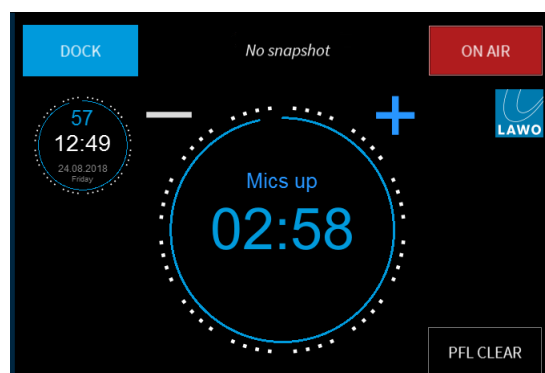 DOCK
No snapshot
ON AIR
57
12:49
24.08.2018
Friday
LAWO
Mics up
02:58
PFL CLEAR